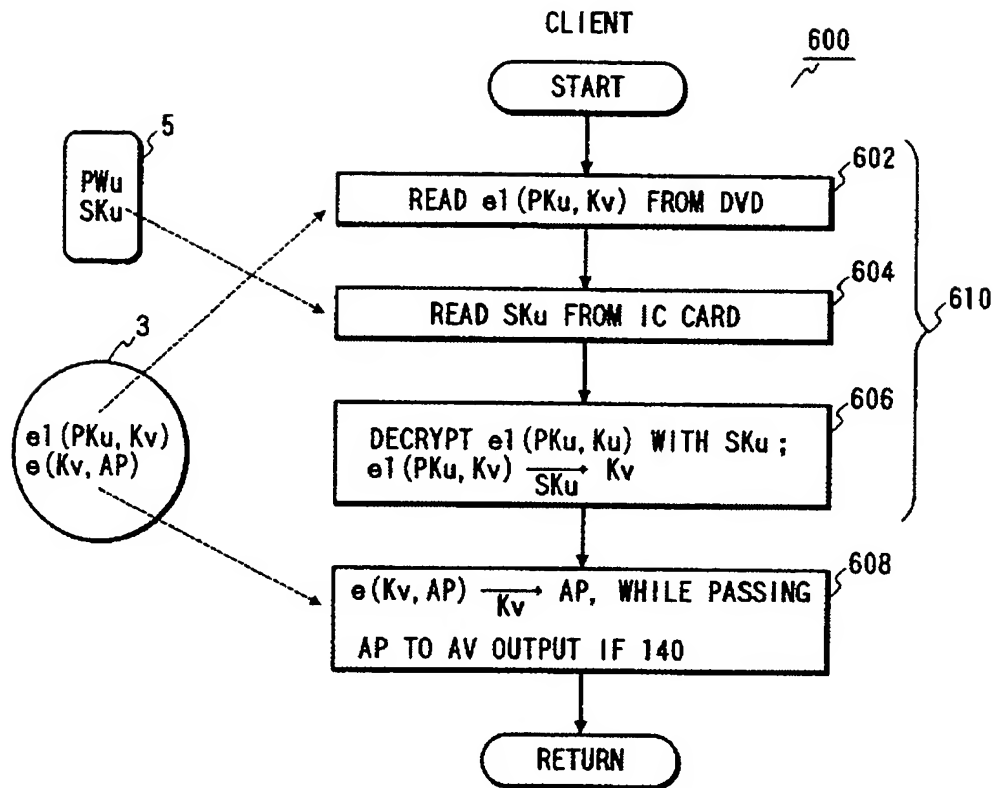 CLIENT
600
START
5
PWu
SKu
602
READ e1(PKu, Kv) FROM DVD
604
READ SKu FROM IC CARD
610
3
e1(PKu, Kv)
e(Kv, AP)
606
DECRYPT e1(PKu, Ku) WITH SKu ;
e1(PKu, Kv) → Kv
SKu
608
e(Kv, AP) → AP, WHILE PASSING
Kv
AP TO AV OUTPUT IF 140
RETURN